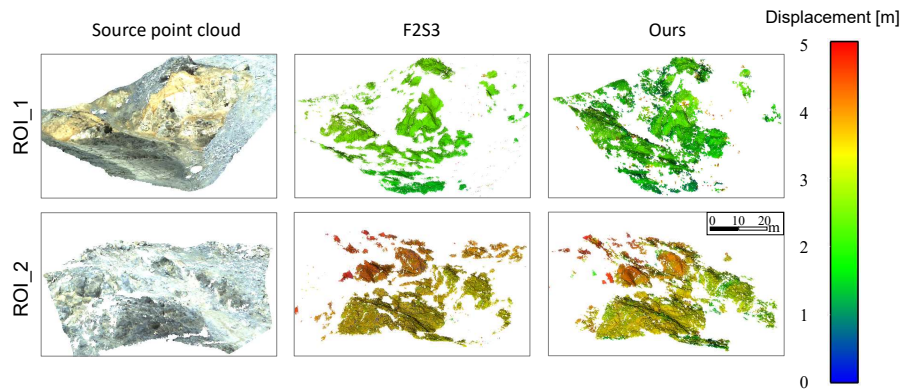 Source point cloud
F2S3
Ours
Displacement [m]
ROI_1
ROI_2
0 10 20
m
5
4
3
2
1
0